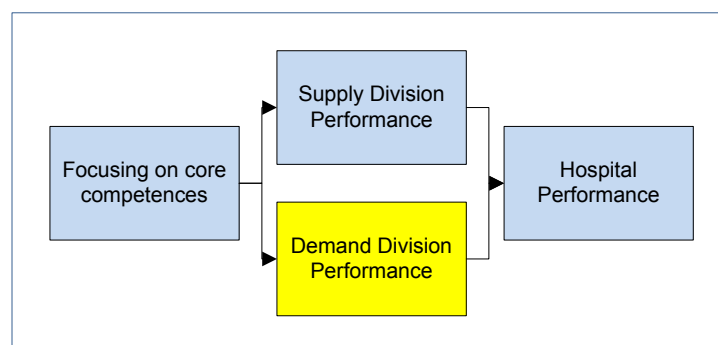 Supply Division
Performance
Focusing on core
competences
Hospital
Performance
Demand Division
Performance